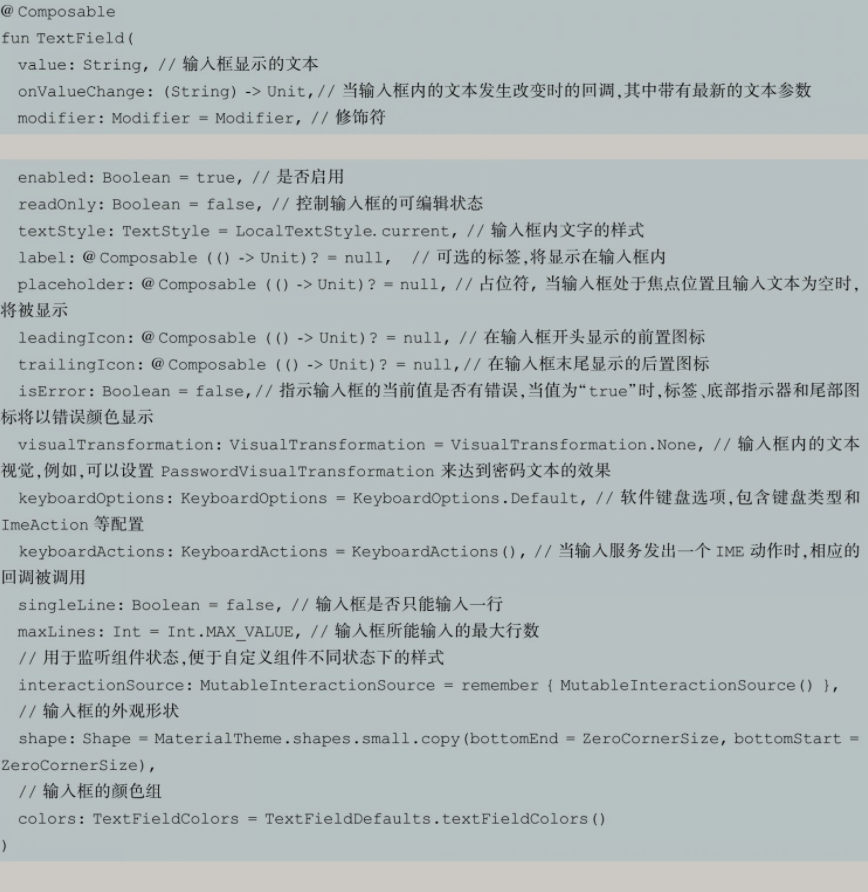 @Composable
fun TextField(
  value: String, // 输入框显示的文本
  onValueChange: (String) -> Unit,// 当输入框内的文本发生改变时的回调,其中带有最新的文本参数
  modifier: Modifier = Modifier, // 修饰符
  enabled: Boolean = true, // 是否启用
  readOnly: Boolean = false, // 控制输入框的可编辑状态
  textStyle: TextStyle = LocalTextStyle.current, // 输入框内文字的样式
  label: @Composable (() -> Unit)? = null,  // 可选的标签,将显示在输入框内
  placeholder: @Composable (() -> Unit)? = null, // 占位符, 当输入框处于焦点位置且输入文本为空时,
将被显示
  leadingIcon: @Composable (() -> Unit)? = null, // 在输入框开头显示的前置图标
  trailingIcon: @Composable (() -> Unit)? = null,// 在输入框末尾显示的后置图标
  isError: Boolean = false,// 指示输入框的当前值是否有错误,当值为“true”时,标签、底部指示器和尾部图
标将以错误颜色显示
  visualTransformation: VisualTransformation = VisualTransformation.None, // 输入框内的文本
视觉,例如,可以设置 PasswordVisualTransformation 来达到密码文本的效果
  keyboardOptions: KeyboardOptions = KeyboardOptions.Default, // 软件键盘选项,包含键盘类型和
ImeAction 等配置
  keyboardActions: KeyboardActions = KeyboardActions(), // 当输入服务发出一个 IME 动作时,相应的
回调被调用
  singleLine: Boolean = false, // 输入框是否只能输入一行
  maxLines: Int = Int.MAX_VALUE, // 输入框所能输入的最大行数
  // 用于监听组件状态,便于自定义组件不同状态下的样式
  interactionSource: MutableInteractionSource = remember { MutableInteractionSource() },
  // 输入框的外观形状
  shape: Shape = MaterialTheme.shapes.small.copy(bottomEnd = ZeroCornerSize, bottomStart =
ZeroCornerSize),
  // 输入框的颜色组
  colors: TextFieldColors = TextFieldDefaults.textFieldColors()
)